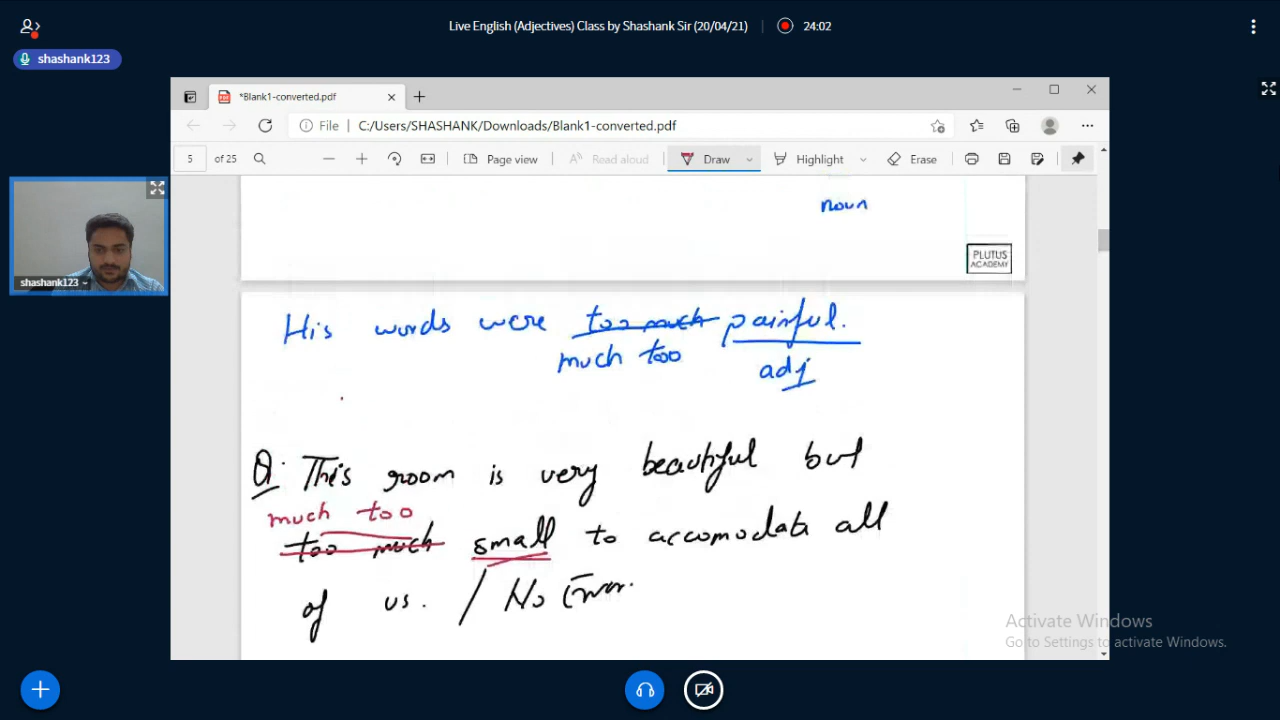 Live English (Adjectives) Class by Shashank Sir (20/04/21)
24:02
shashank123
*Blank1-converted.pdf
File
C:/Users/SHASHANK/Downloads/Blank1-converted.pdf
5 of 25
Page view
Read aloud
Draw
Highlight
Erase
noun
PLUTUS
ACADEMY
shashank123
His words were too much painful.
much too
adj
Q. This room is very beautiful but
much too
too much small to accomodate all
of us. / No Error.
Activate Windows
Go to Settings to activate Windows.